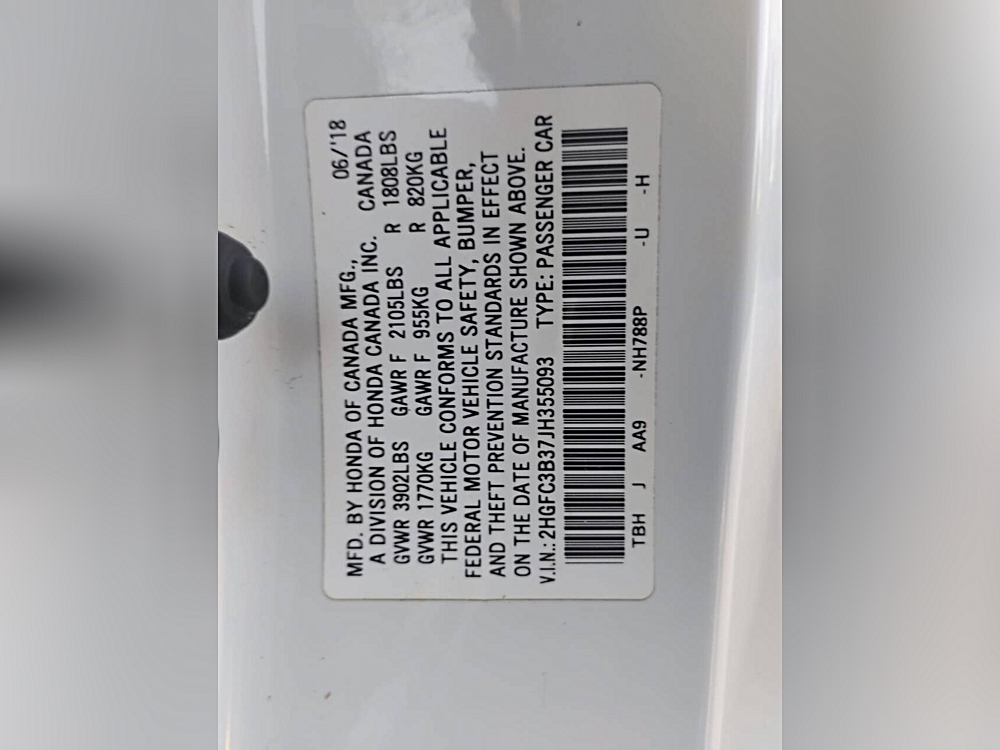 MFD. BY HONDA OF CANADA MFG., 06/'18
A DIVISION OF HONDA CANADA INC. CANADA
GVWR 3902LBS GAWR F 2105LBS R 1808LBS
GVWR 1770KG GAWR F 955KG R 820KG
THIS VEHICLE CONFORMS TO ALL APPLICABLE
FEDERAL MOTOR VEHICLE SAFETY, BUMPER,
AND THEFT PREVENTION STANDARDS IN EFFECT
ON THE DATE OF MANUFACTURE SHOWN ABOVE.
V.I.N.: 2HGFC3B37JH355093 TYPE: PASSENGER CAR
TBH J AA9 -NH788P -U -H